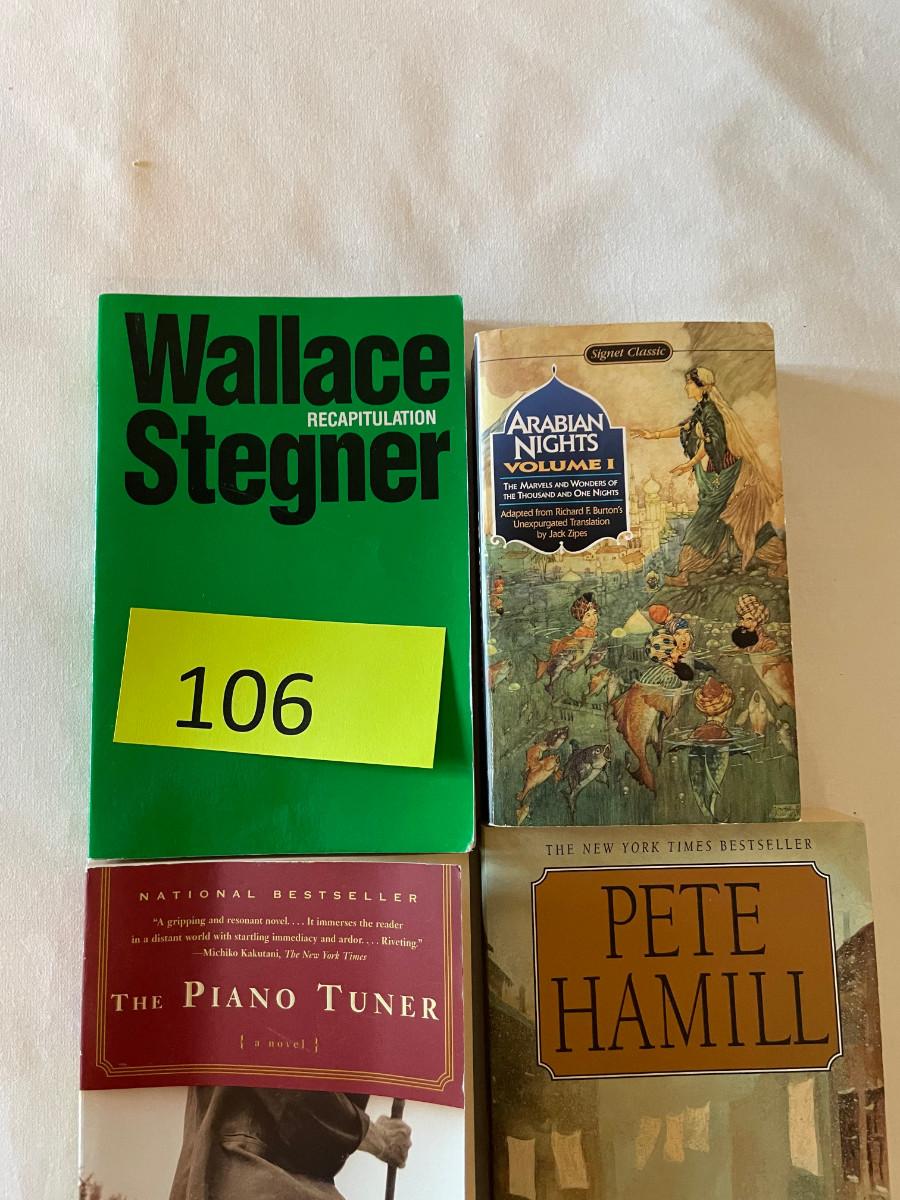 Wallace
RECAPITULATION
Stegner
106
Signet Classic
ARABIAN
NIGHTS
VOLUME I
THE MARVELS AND WONDERS OF
THE THOUSAND AND ONE NIGHTS
Adapted from Richard F. Burton's
Unexpurgated Translation
by Jack Zipes
NATIONAL BESTSELLER
"A gripping and resonant novel. . . . It immerses the reader
in a distant world with startling immediacy and ardor. . . . Riveting."
—Michiko Kakutani, The New York Times
THE PIANO TUNER
{ a novel }
THE NEW YORK TIMES BESTSELLER
PETE
HAMILL